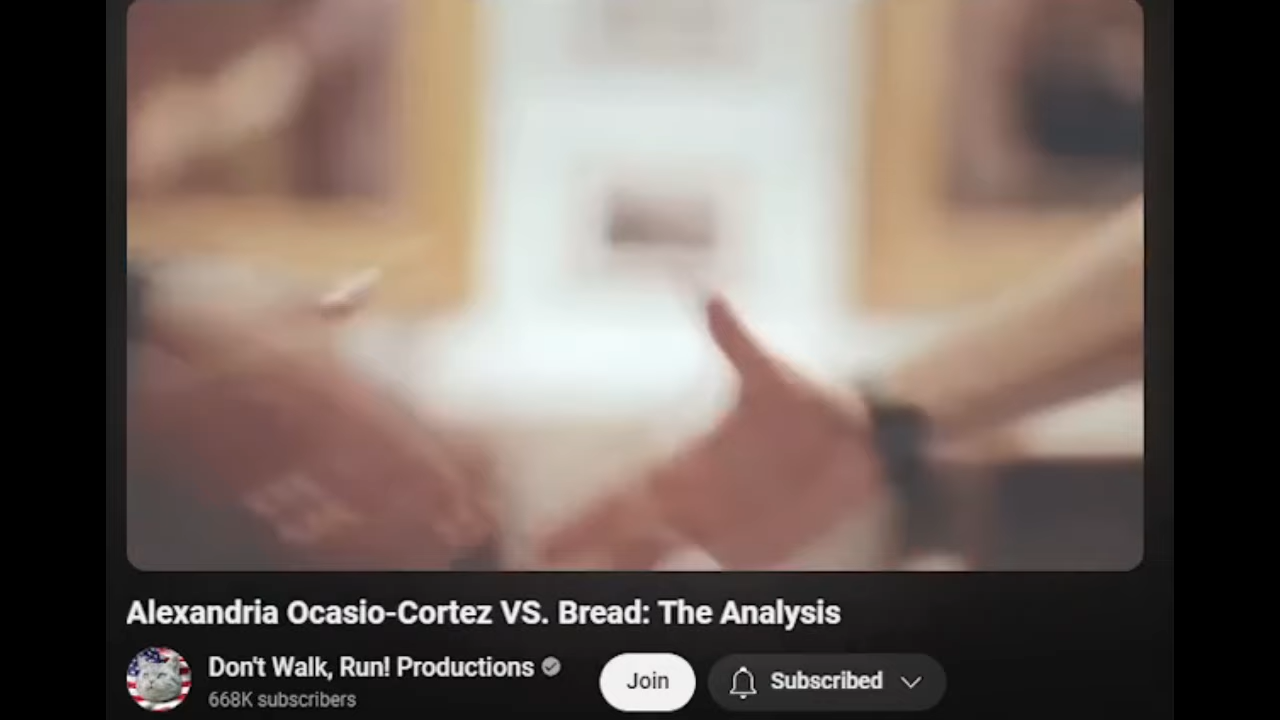 Alexandria Ocasio-Cortez VS. Bread: The Analysis
Don't Walk, Run! Productions
668K subscribers
Join
Subscribed